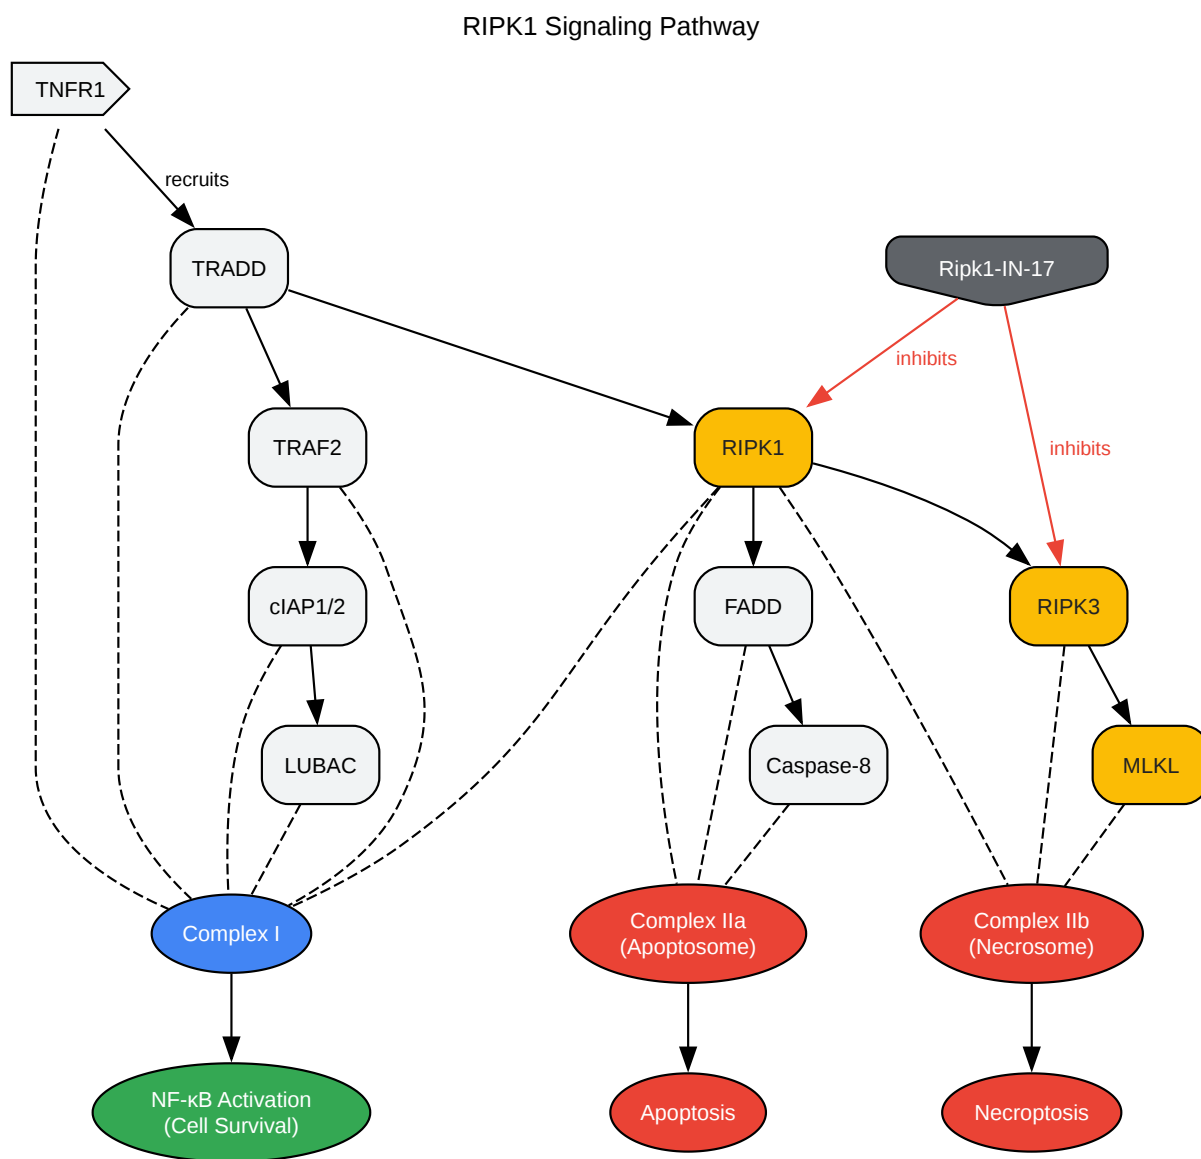 RIPK1 Signaling Pathway
TNFR1
recruits
TRADD
Ripk1-IN-17
inhibits
TRAF2
RIPK1
inhibits
cIAP1/2
FADD
RIPK3
LUBAC
Caspase-8
MLKL
Complex I
Complex IIa
(Apoptosome)
Complex IIb
(Necrosome)
NF-κB Activation
(Cell Survival)
Apoptosis
Necroptosis